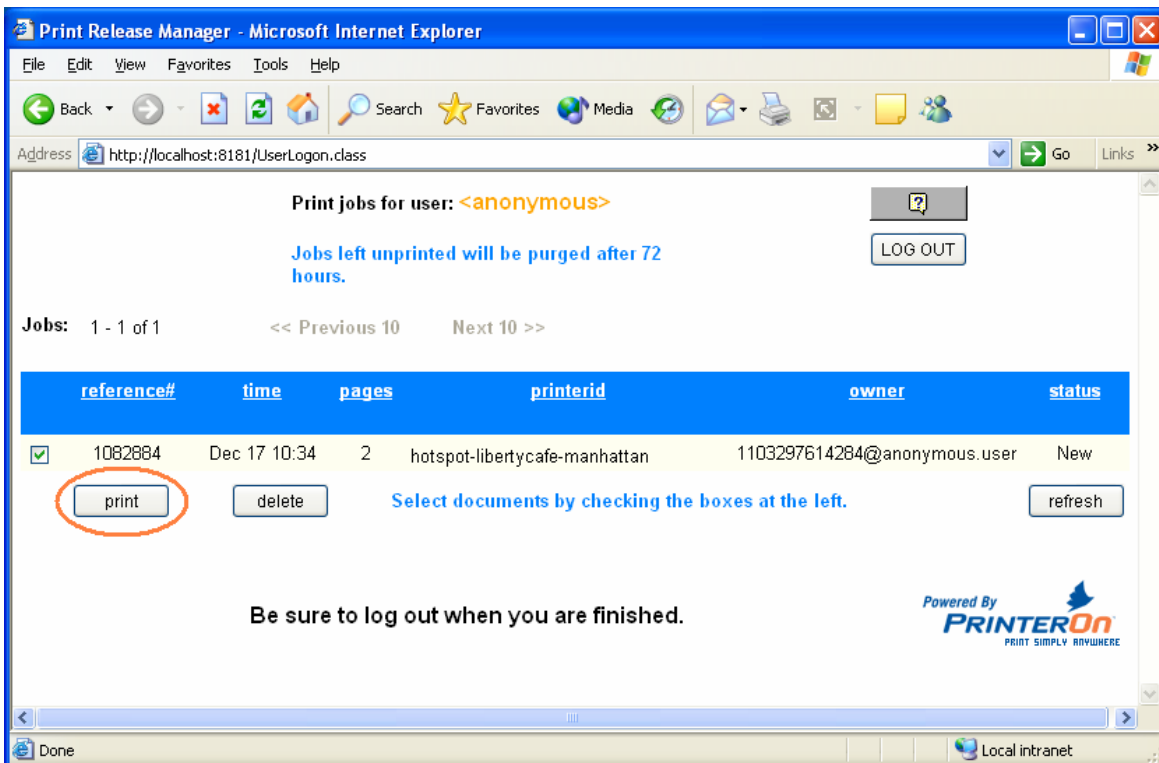 Print Release Manager - Microsoft Internet Explorer
File Edit View Favorites Tools Help
Back Search Favorites Media
Address http://localhost:8181/UserLogon.class Go Links »
Print jobs for user: <anonymous>
LOG OUT
Jobs left unprinted will be purged after 72
hours.
Jobs: 1 - 1 of 1 << Previous 10 Next 10 >>
reference# time pages printerid owner status
1082884 Dec 17 10:34 2 hotspot-libertycafe-manhattan 1103297614284@anonymous.user New
print delete Select documents by checking the boxes at the left. refresh
Be sure to log out when you are finished.
Powered By
PRINTERON
PRINT SIMPLY ANYWHERE
Done Local intranet